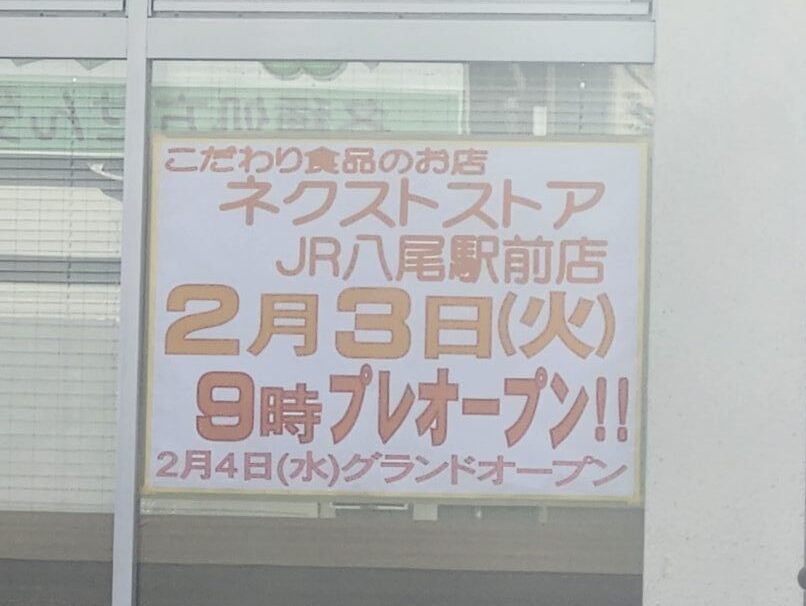 こだわり食品のお店
ネクストストア
JR八尾駅前店
2月3日(火)
9時プレオープン!!
2月4日(水)グランドオープン